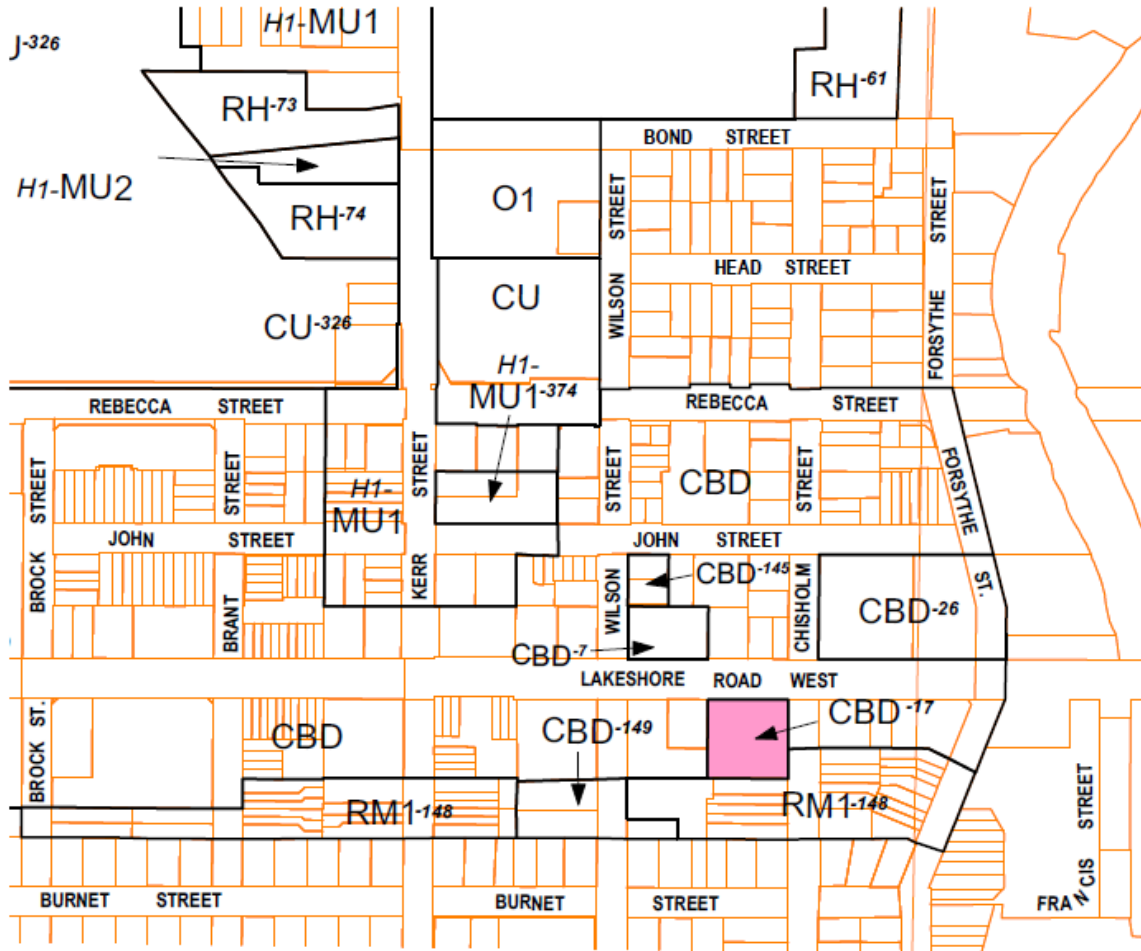 H1-MU1
J-326
RH-61
RH-73
BOND STREET
H1-MU2
O1
RH-74
STREET
STREET
HEAD STREET
CU
CU-326
WILSON
FORSYTHE
H1-
MU1-374
REBECCA STREET
REBECCA STREET
STREET
STREET
STREET
H1-
MU1
STREET
CBD
STREET
FORSYTHE
ST.
JOHN STREET
JOHN STREET
BROCK
BRANT
KERR
WILSON
CBD-145
CHISHOLM
CBD-26
CBD-7
LAKESHORE ROAD WEST
BROCK ST.
CBD
CBD-149
CBD-17
RM1-148
RM1-148
STREET
BURNET STREET
BURNET STREET
FRANCIS